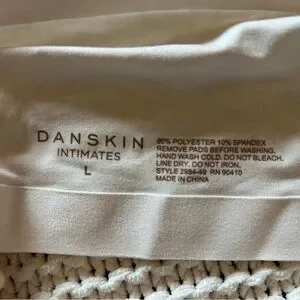 DANSKIN
INTIMATES
L
90% POLYESTER 10% SPANDEX
REMOVE PADS BEFORE WASHING.
HAND WASH COLD. DO NOT BLEACH.
LINE DRY. DO NOT IRON.
STYLE 2984-49 RN 90410
MADE IN CHINA